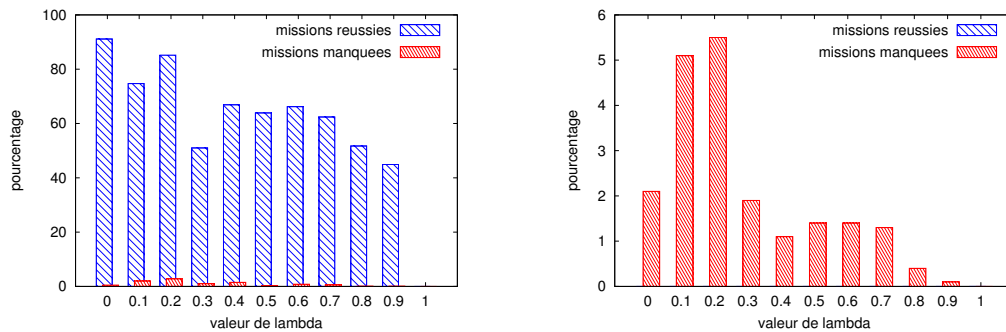 100
80
60
40
20
0
pourcentage
missions reussies
missions manquees
0 0.1 0.2 0.3 0.4 0.5 0.6 0.7 0.8 0.9 1
valeur de lambda
6
5
4
3
2
1
0
pourcentage
missions reussies
missions manquees
0 0.1 0.2 0.3 0.4 0.5 0.6 0.7 0.8 0.9 1
valeur de lambda